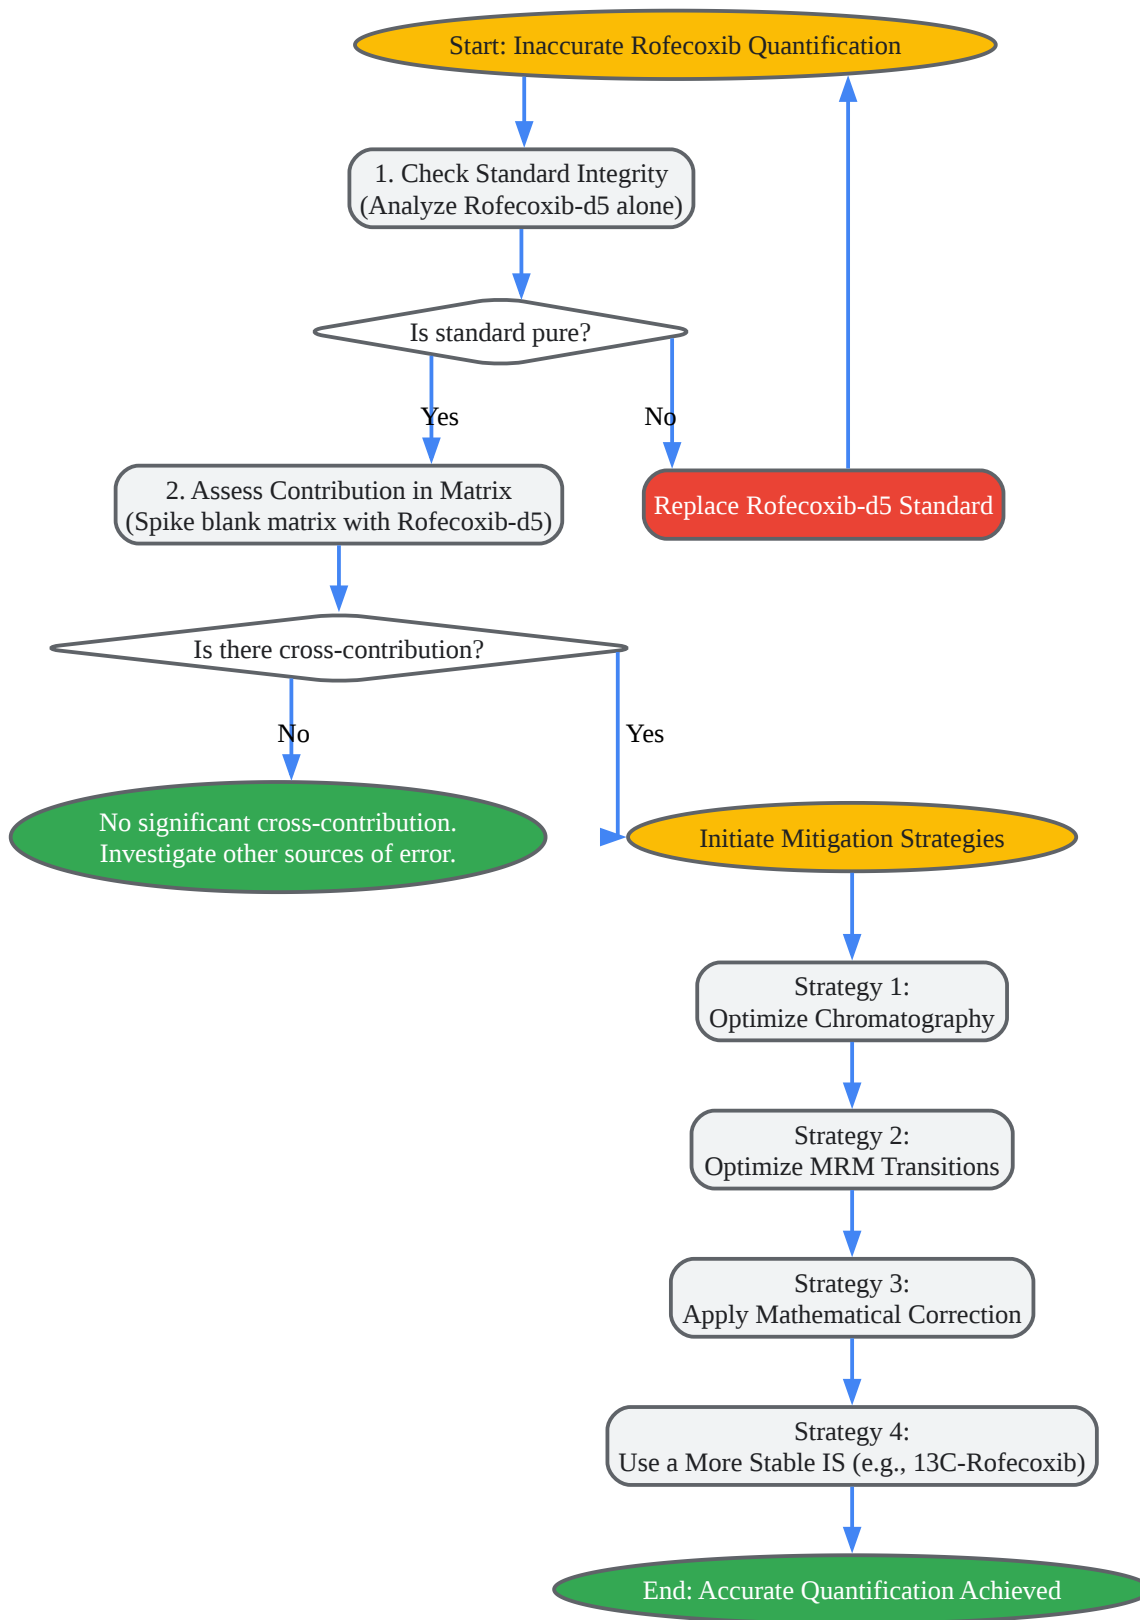 Start: Inaccurate Rofecoxib Quantification
1. Check Standard Integrity
(Analyze Rofecoxib-d5 alone)
Is standard pure?
Yes
No
2. Assess Contribution in Matrix
(Spike blank matrix with Rofecoxib-d5)
Replace Rofecoxib-d5 Standard
Is there cross-contribution?
No
Yes
No significant cross-contribution.
Investigate other sources of error.
Initiate Mitigation Strategies
Strategy 1:
Optimize Chromatography
Strategy 2:
Optimize MRM Transitions
Strategy 3:
Apply Mathematical Correction
Strategy 4:
Use a More Stable IS (e.g., 13C-Rofecoxib)
End: Accurate Quantification Achieved